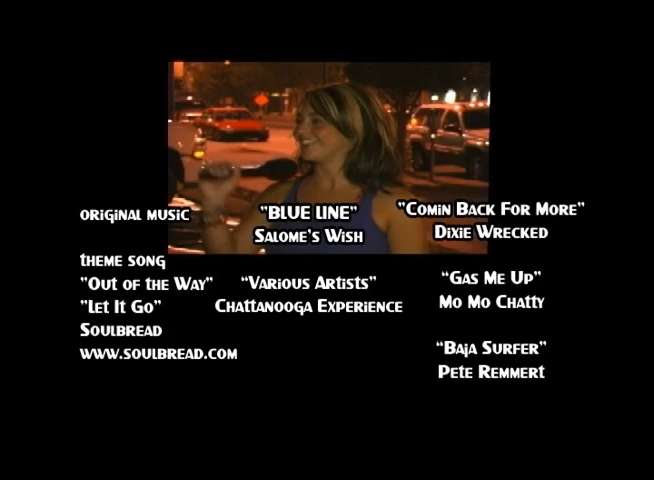 ORIGINAL MUSIC
THEME SONG
"OUT OF THE WAY"
"LET IT GO"
SOULBREAD
WWW.SOULBREAD.COM
"BLUE LINE"
SALOME'S WISH
"VARIOUS ARTISTS"
CHATTANOOGA EXPERIENCE
"COMIN BACK FOR MORE"
DIXIE WRECKED
"GAS ME UP"
MO MO CHATTY
"BAJA SURFER"
PETE REMMERT